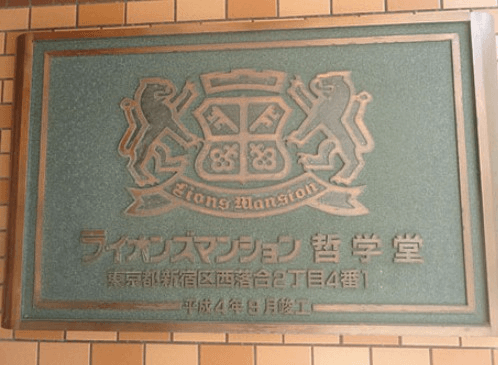 Lions Mansion
ライオンズマンション 哲学堂
東京都新宿区西落合2丁目4番1
平成4年9月竣工